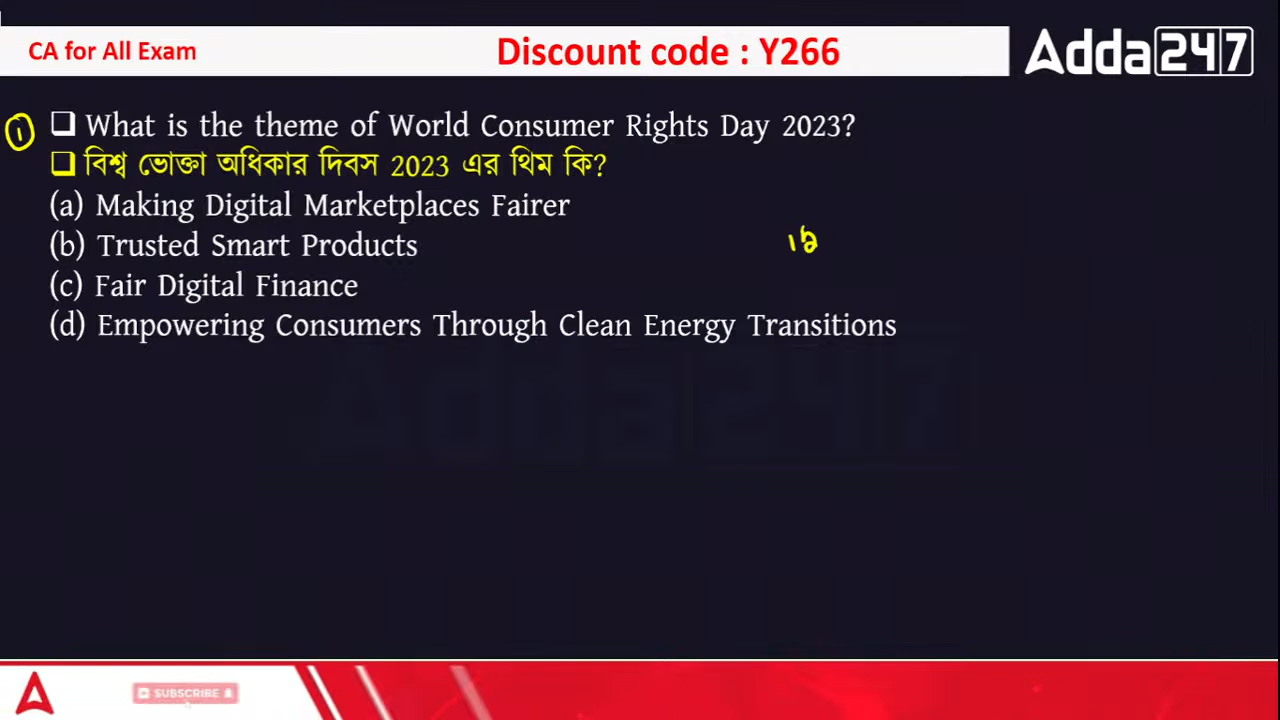 CA for All Exam
Discount code : Y266
Adda247
① ❑ What is the theme of World Consumer Rights Day 2023?
❑ বিশ্ব ভোক্তা অধিকার দিবস 2023 এর থিম কি?
(a) Making Digital Marketplaces Fairer
(b) Trusted Smart Products
(c) Fair Digital Finance
(d) Empowering Consumers Through Clean Energy Transitions
Adda247
SUBSCRIBE